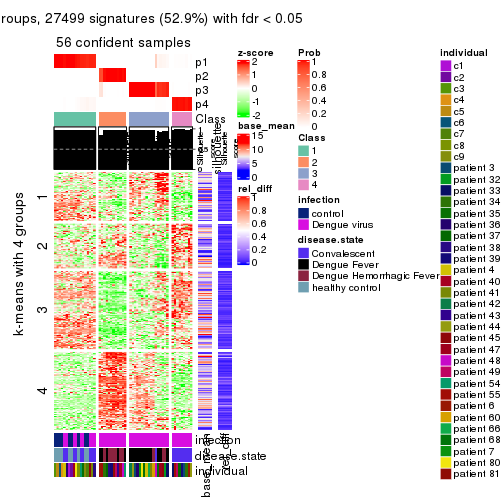 roups, 27499 signatures (52.9%) with fdr < 0.05
56 confident samples
p1
p2
p3
p4
Class
Silhouette
score
k-means with 4 groups
1
2
3
4
infection
disease.state
individual
base_mean
rel_diff
z-score
2
1
0
-1
-2
base_mean
15
10
5
0
rel_diff
1
0.8
0.6
0.4
0.2
0
Prob
1
0.8
0.6
0.4
0.2
0
Class
1
2
3
4
infection
control
Dengue virus
disease.state
Convalescent
Dengue Fever
Dengue Hemorrhagic Fever
healthy control
individual
c1
c2
c3
c4
c5
c6
c7
c8
c9
patient 3
patient 32
patient 33
patient 34
patient 35
patient 36
patient 37
patient 38
patient 39
patient 4
patient 40
patient 41
patient 42
patient 43
patient 44
patient 45
patient 47
patient 48
patient 49
patient 54
patient 55
patient 6
patient 60
patient 66
patient 68
patient 7
patient 80
patient 81